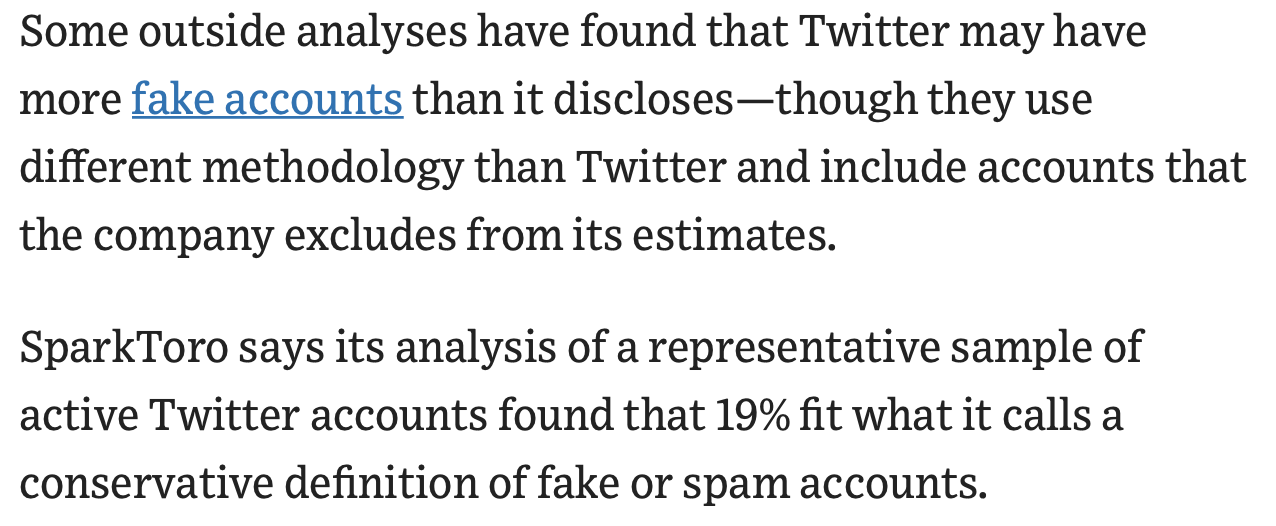 Some outside analyses have found that Twitter may have
more fake accounts than it discloses—though they use
different methodology than Twitter and include accounts that
the company excludes from its estimates.
SparkToro says its analysis of a representative sample of
active Twitter accounts found that 19% fit what it calls a
conservative definition of fake or spam accounts.